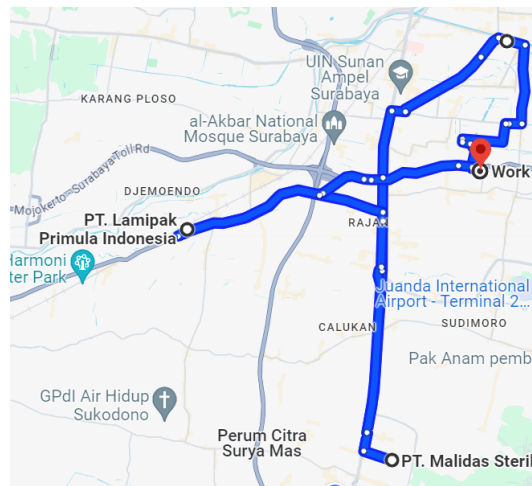 UIN Sunan
Ampel
Surabaya
KARANG PLOSO
al-Akbar National
Mosque Surabaya
Mojokerto-Surabaya Toll Rd
Work
DJEMOENDO
PT. Lamipak
Primula Indonesia
RAJAK
Harmoni
ter Park
Juanda International
Airport - Terminal 2...
CALUKAN
SUDIMORO
Pak Anam pemb
GPdI Air Hidup
Sukodono
Perum Citra
Surya Mas
PT. Malidas Steril